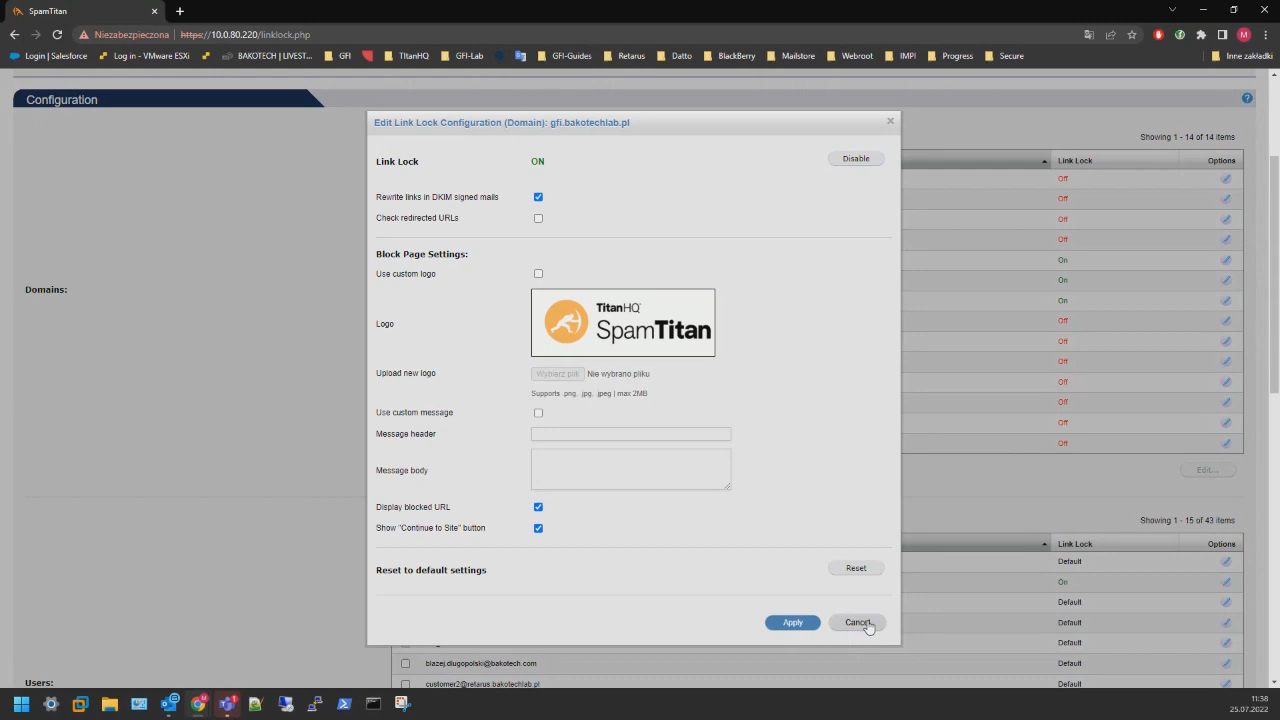 SpamTitan
Niezabezpieczona
https://10.0.80.220/linklock.php
M
Login | Salesforce
Log in - VMware ESXi
BAKOTECH | LIVEST...
GFI
TItanHQ
GFI-Lab
GFI-Guides
Retarus
Datto
BlackBerry
Mailstore
Webroot
IMPI
Progress
Secure
Inne zakładki
Configuration
Edit Link Lock Configuration (Domain): gfi.bakotechlab.pl
Showing 1 - 14 of 14 items
Link Lock
ON
Disable
Link Lock
Options
Off
Rewrite links in DKIM signed mails
Off
Check redirected URLs
Off
Off
Block Page Settings:
On
Use custom logo
On
Domains:
On
Logo
TitanHQ
SpamTitan
Off
Off
Off
Upload new logo
Wybierz plik
Nie wybrano pliku
Off
Supports .png, .jpg, .jpeg | max 2MB
Off
Use custom message
Off
Message header
Off
Message body
Edit...
Display blocked URL
Show "Continue to Site" button
Showing 1 - 15 of 43 items
Link Lock
Options
Reset to default settings
Reset
Default
On
Default
Apply
Cancel
Default
Default
blazej.dlugopolski@bakotech.com
Default
Users:
customer2@retarus.bakotechlab.pl
Default
M
1
11:38
25.07.2022